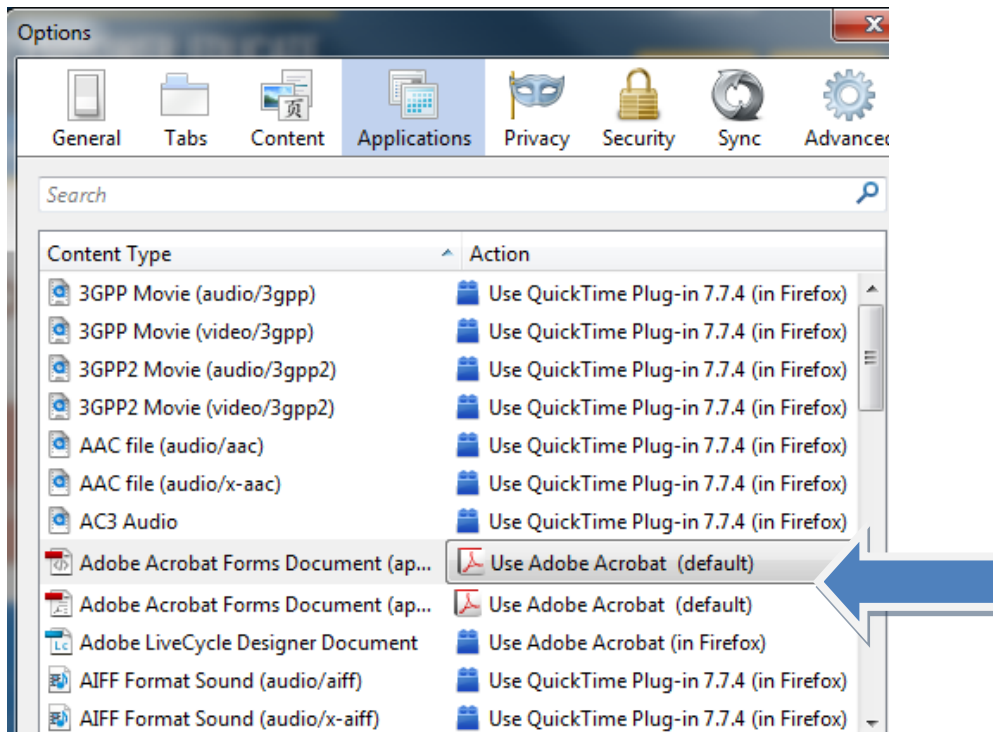 Options
General Tabs Content Applications Privacy Security Sync Advanced
页
Search
Content Type Action
3GPP Movie (audio/3gpp) Use QuickTime Plug-in 7.7.4 (in Firefox)
3GPP Movie (video/3gpp) Use QuickTime Plug-in 7.7.4 (in Firefox)
3GPP2 Movie (audio/3gpp2) Use QuickTime Plug-in 7.7.4 (in Firefox)
3GPP2 Movie (video/3gpp2) Use QuickTime Plug-in 7.7.4 (in Firefox)
AAC file (audio/aac) Use QuickTime Plug-in 7.7.4 (in Firefox)
AAC file (audio/x-aac) Use QuickTime Plug-in 7.7.4 (in Firefox)
AC3 Audio Use QuickTime Plug-in 7.7.4 (in Firefox)
Adobe Acrobat Forms Document (ap... Use Adobe Acrobat (default)
Adobe Acrobat Forms Document (ap... Use Adobe Acrobat (default)
Lc Adobe LiveCycle Designer Document Use Adobe Acrobat (in Firefox)
AIFF Format Sound (audio/aiff) Use QuickTime Plug-in 7.7.4 (in Firefox)
AIFF Format Sound (audio/x-aiff) Use QuickTime Plug-in 7.7.4 (in Firefox)